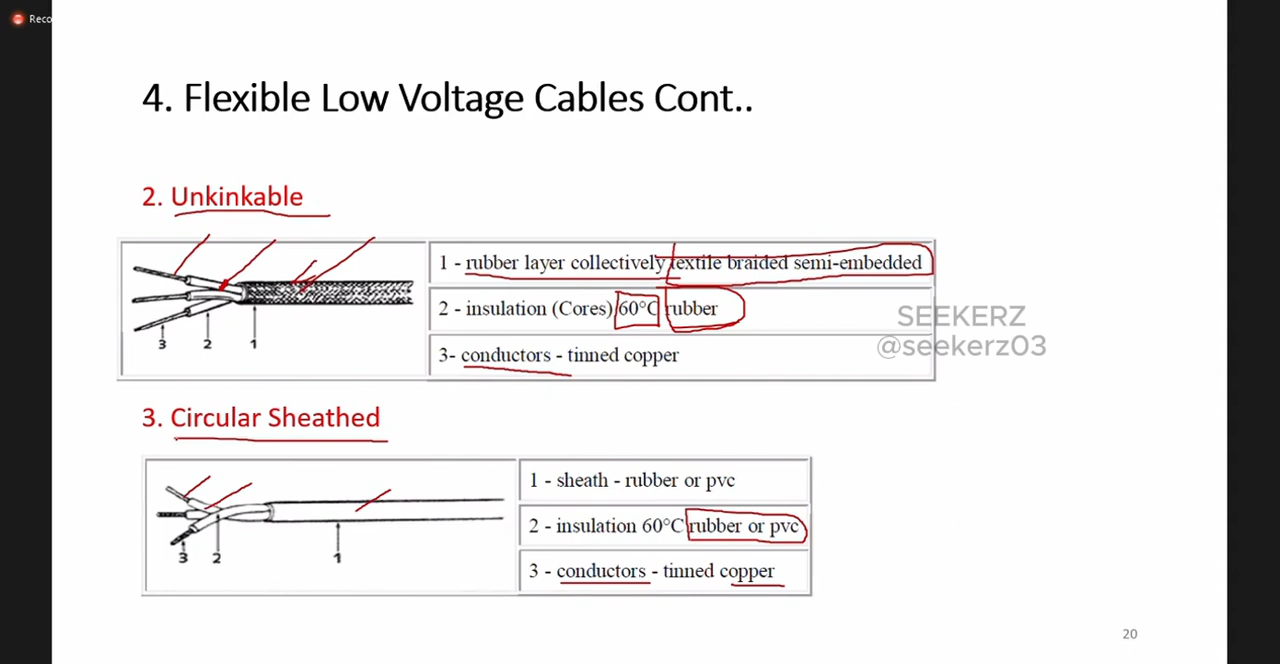 Reco
4. Flexible Low Voltage Cables Cont..
2. Unkinkable
1 - rubber layer collectively textile braided semi-embedded
2 - insulation (Cores) 60°C rubber
3- conductors - tinned copper
3 2 1
SEEKERZ
@seekerz03
3. Circular Sheathed
1 - sheath - rubber or pvc
2 - insulation 60°C rubber or pvc
3 - conductors - tinned copper
3 2 1
20